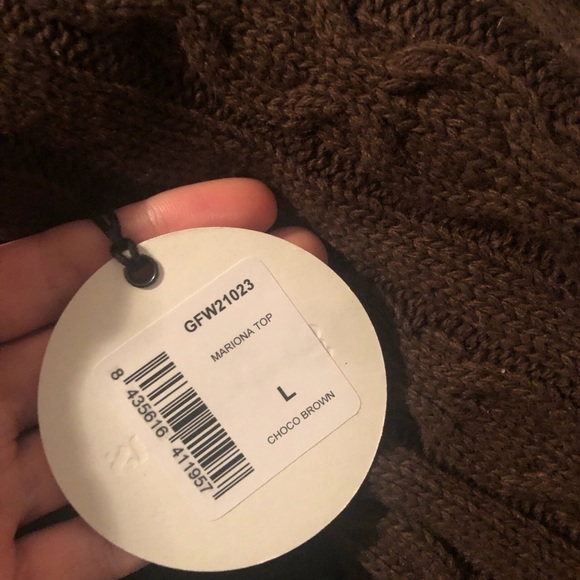 GFW21023
MARIONA TOP
L
CHOCO BROWN
8 435616 411957